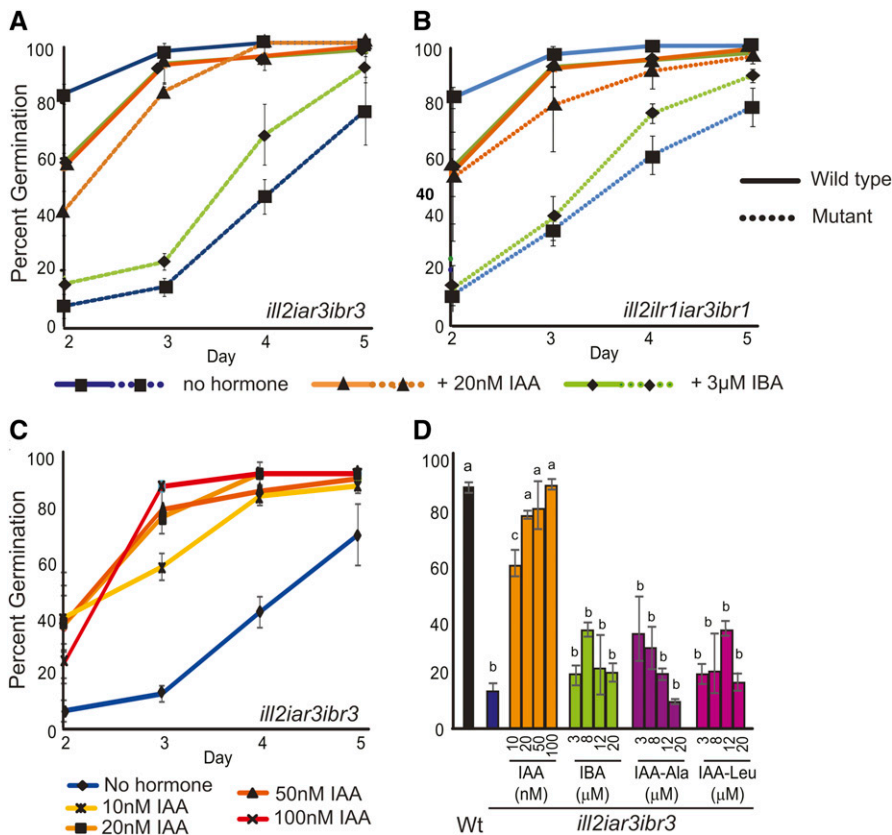 A
Percent Germination
100
80
60
40
20
0
2
3
4
5
Day
ill2iar3ibr3
B
100
80
60
40
20
0
2
3
4
5
Day
ill2ilr1iar3ibr1
Wild type
Mutant
no hormone
+ 20nM IAA
+ 3µM IBA
C
Percent Germination
100
80
60
40
20
0
2
3
4
5
Day
ill2iar3ibr3
No hormone
10nM IAA
20nM IAA
50nM IAA
100nM IAA
D
100
80
60
40
20
0
a
b
c
a
a
a
b
b
b
b
b
b
b
b
b
b
b
b
10
20
50
100
3
8
12
20
3
8
12
20
3
8
12
20
IAA
(nM)
IBA
(µM)
IAA-Ala
(µM)
IAA-Leu
(µM)
Wt
ill2iar3ibr3